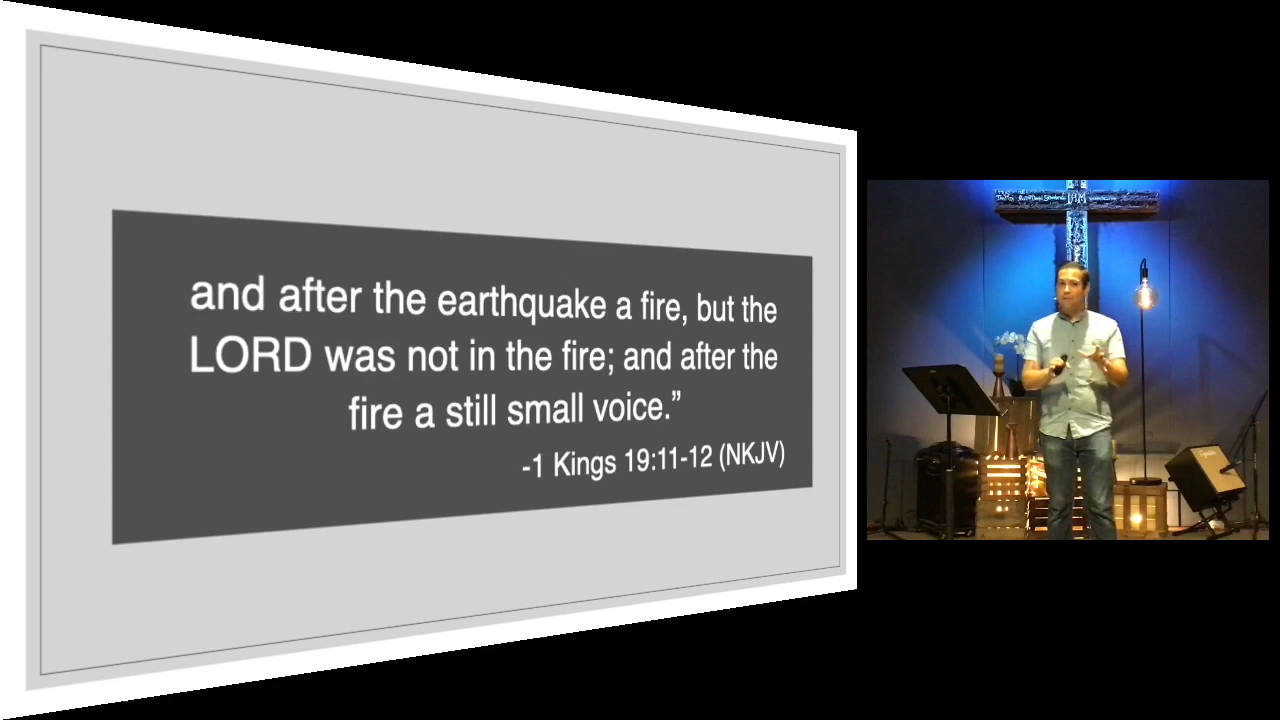 and after the earthquake a fire, but the
LORD was not in the fire; and after the
fire a still small voice.”
-1 Kings 19:11-12 (NKJV)
I AM